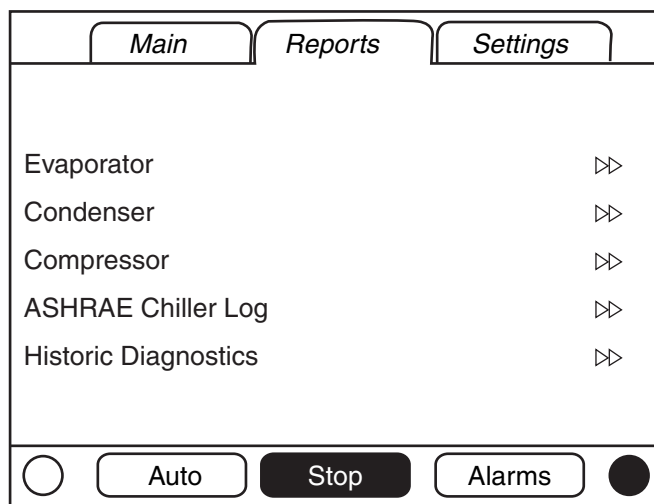 Main Reports Settings
Evaporator
Condenser
Compressor
ASHRAE Chiller Log
Historic Diagnostics
Auto Stop Alarms